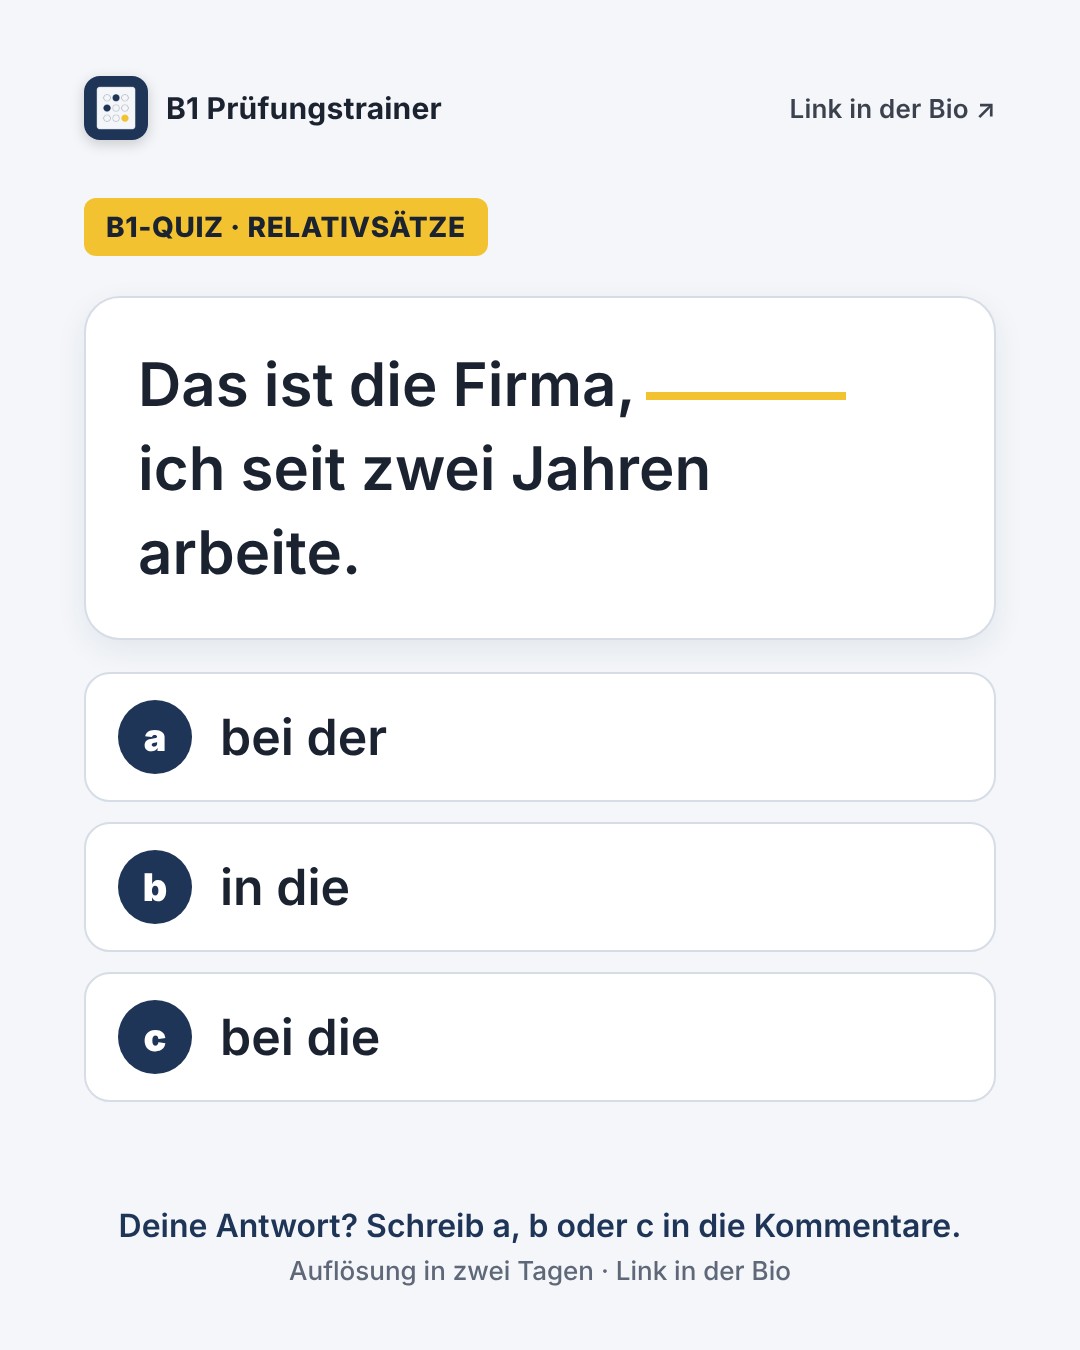 B1 Prüfungstrainer
Link in der Bio ↗
B1-QUIZ · RELATIVSÄTZE
Das ist die Firma, ______
ich seit zwei Jahren
arbeite.
a bei der
b in die
c bei die
Deine Antwort? Schreib a, b oder c in die Kommentare.
Auflösung in zwei Tagen · Link in der Bio